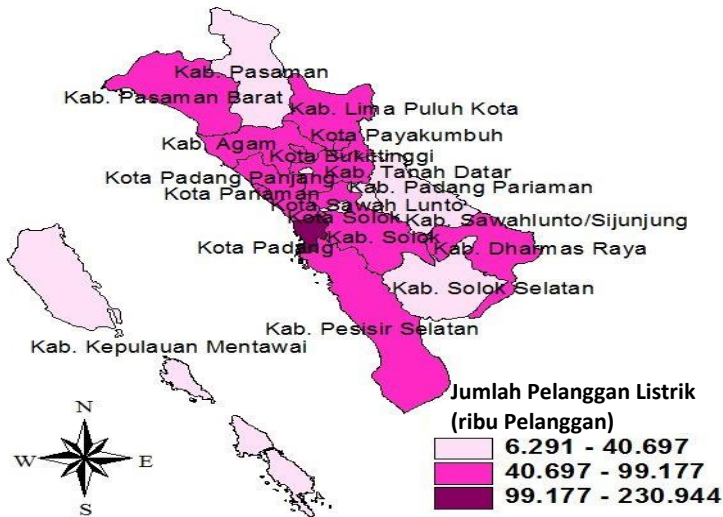 Kab. Pasaman
Kab. Pasaman Barat
Kab. Lima Puluh Kota
Kota Payakumbuh
Kab. Agam
Kota Bukittinggi
Kab. Tanah Datar
Kota Padang Panjang
Kab. Padang Pariaman
Kota Pariaman
Kota Sawah Lunto
Kota Solok
Kab. Sawahlunto/Sijunjung
Kab. Solok
Kota Padang
Kab. Dharmas Raya
Kab. Solok Selatan
Kab. Pesisir Selatan
Kab. Kepulauan Mentawai
Jumlah Pelanggan Listrik
(ribu Pelanggan)
6.291 - 40.697
40.697 - 99.177
99.177 - 230.944
N
W
E
S